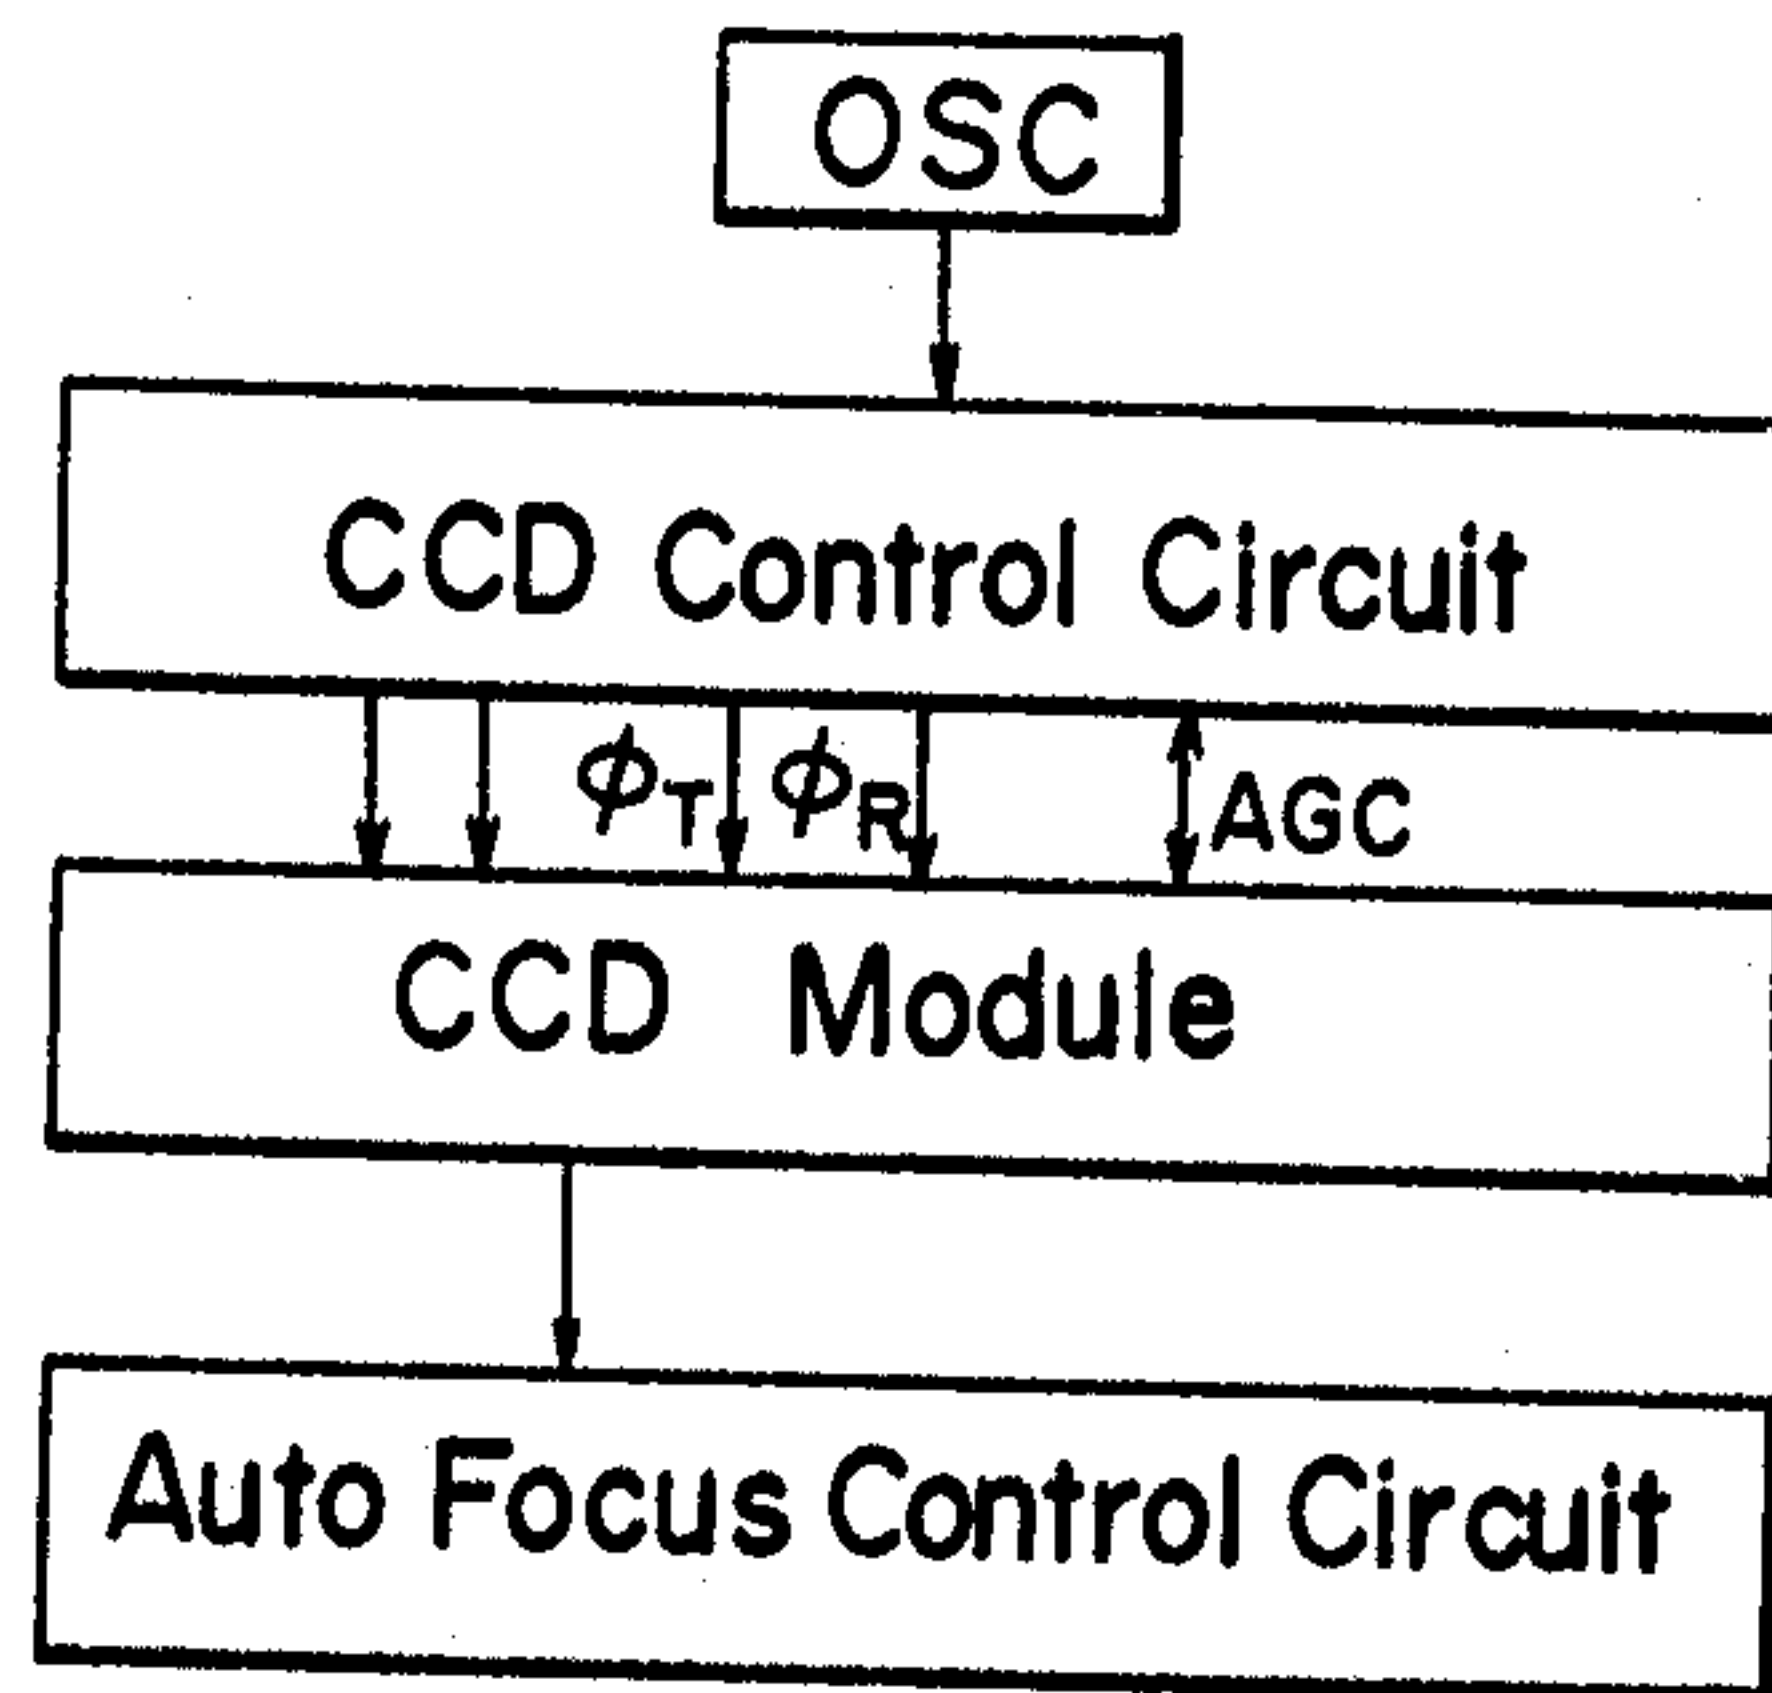 OSC
CCD Control Circuit
ϕT ϕR AGC
CCD Module
Auto Focus Control Circuit